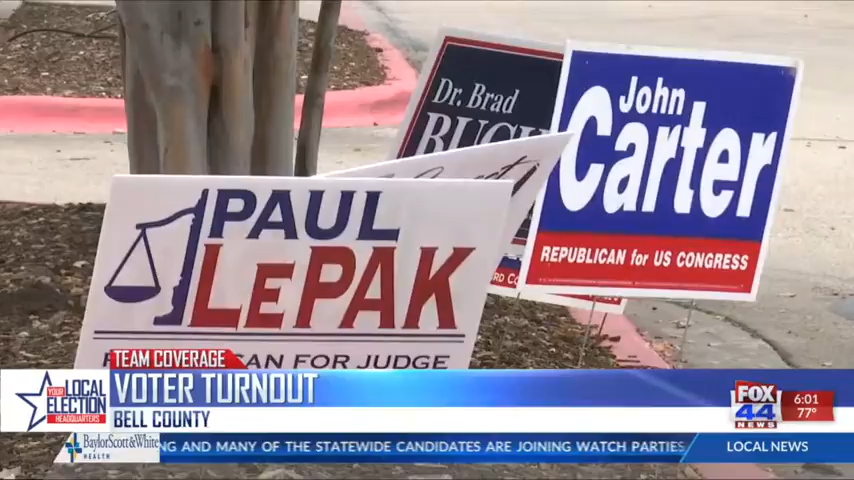 Dr. Brad
John
Carter
REPUBLICAN for US CONGRESS
PAUL
LEPAK
CAN FOR JUDGE
TEAM COVERAGE
VOTER TURNOUT
BELL COUNTY
YOUR
LOCAL
ELECTION
HEADQUARTERS
FOX
44
NEWS
6:01
77°
BaylorScott&White
HEALTH
NG AND MANY OF THE STATEWIDE CANDIDATES ARE JOINING WATCH PARTIES
LOCAL NEWS